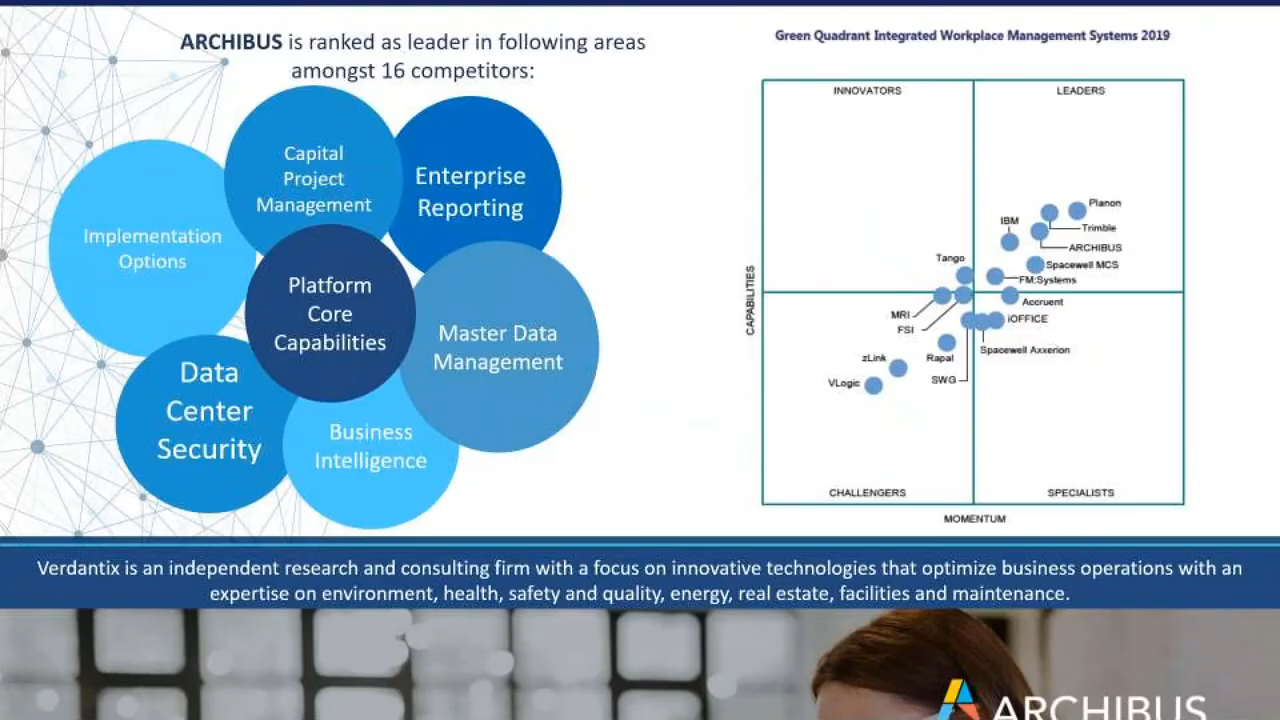 ARCHIBUS is ranked as leader in following areas
amongst 16 competitors:
Implementation
Options
Capital
Project
Management
Enterprise
Reporting
Platform
Core
Capabilities
Master Data
Management
Data
Center
Security
Business
Intelligence
Green Quadrant Integrated Workplace Management Systems 2019
INNOVATORS
LEADERS
Planon
IBM
Trimble
ARCHIBUS
Tango
Spacewell MCS
FM:Systems
Accruent
MRI
iOFFICE
FSI
Spacewell Axxerion
zLink
Rapal
VLogic
SWG
CAPABILITIES
CHALLENGERS
SPECIALISTS
MOMENTUM
Verdantix is an independent research and consulting firm with a focus on innovative technologies that optimize business operations with an
expertise on environment, health, safety and quality, energy, real estate, facilities and maintenance.
ARCHIBUS